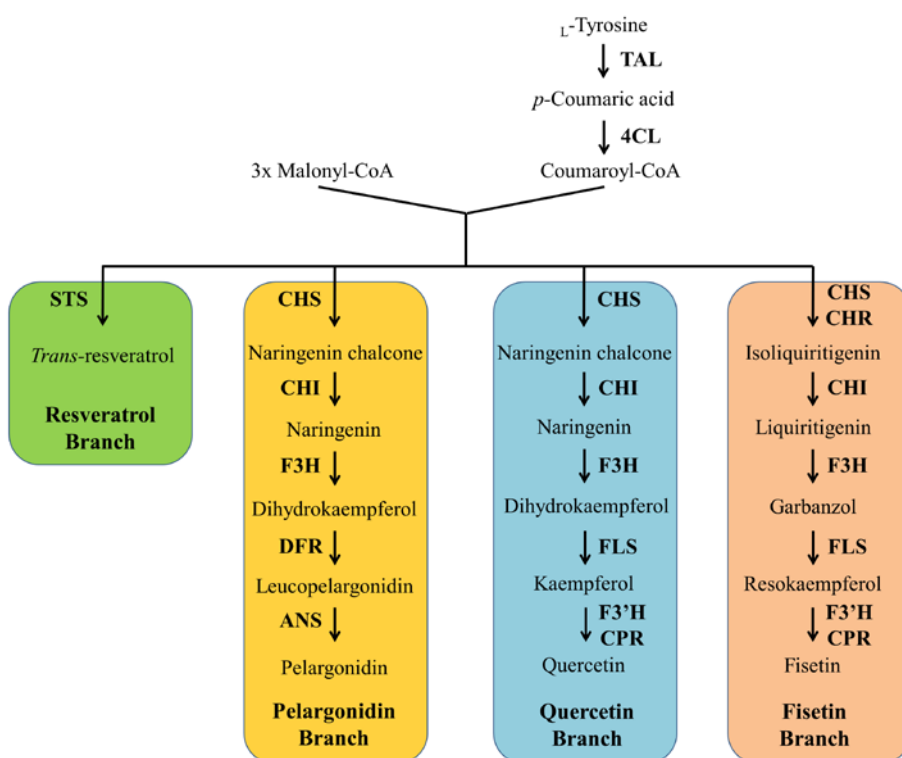 L-Tyrosine
TAL
p-Coumaric acid
4CL
3x Malonyl-CoA
Coumaroyl-CoA
STS
Trans-resveratrol
Resveratrol
Branch
CHS
Naringenin chalcone
CHI
Naringenin
F3H
Dihydrokaempferol
DFR
Leucopelargonidin
ANS
Pelargonidin
Pelargonidin
Branch
CHS
Naringenin chalcone
CHI
Naringenin
F3H
Dihydrokaempferol
FLS
Kaempferol
F3'H
CPR
Quercetin
Quercetin
Branch
CHS
CHR
Isoliquiritigenin
CHI
Liquiritigenin
F3H
Garbanzol
FLS
Resokaempferol
F3'H
CPR
Fisetin
Fisetin
Branch